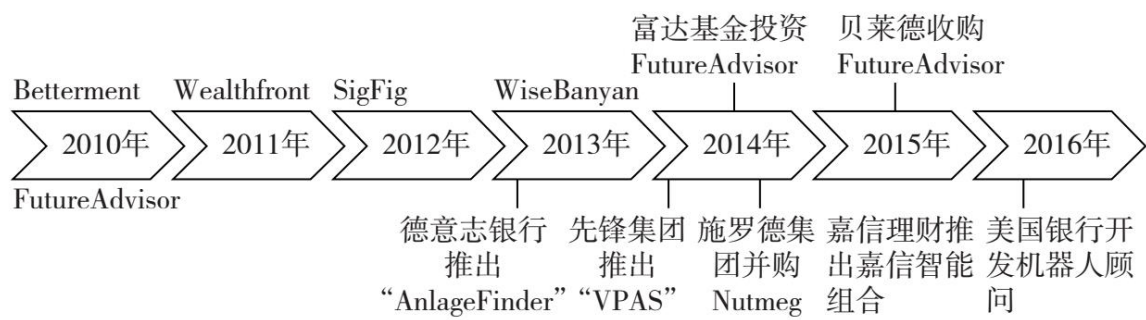 富达基金投资
FutureAdvisor
贝莱德收购
FutureAdvisor
Betterment
Wealthfront
SigFig
WiseBanyan
2010年
2011年
2012年
2013年
2014年
2015年
2016年
FutureAdvisor
德意志银行
推出
“AnlageFinder”
先锋集团
推出
“VPAS”
施罗德集
团并购
Nutmeg
嘉信理财推
出嘉信智能
组合
美国银行开
发机器人顾
问